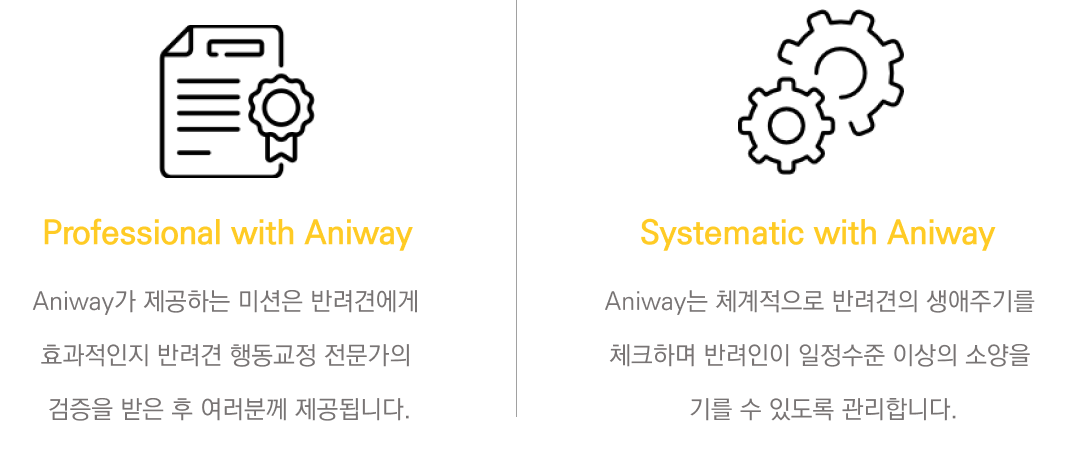 Professional with Aniway
Aniway가 제공하는 미션은 반려견에게
효과적인지 반려견 행동교정 전문가의
검증을 받은 후 여러분께 제공됩니다.
Systematic with Aniway
Aniway는 체계적으로 반려견의 생애주기를
체크하며 반려인이 일정수준 이상의 소양을
기를 수 있도록 관리합니다.